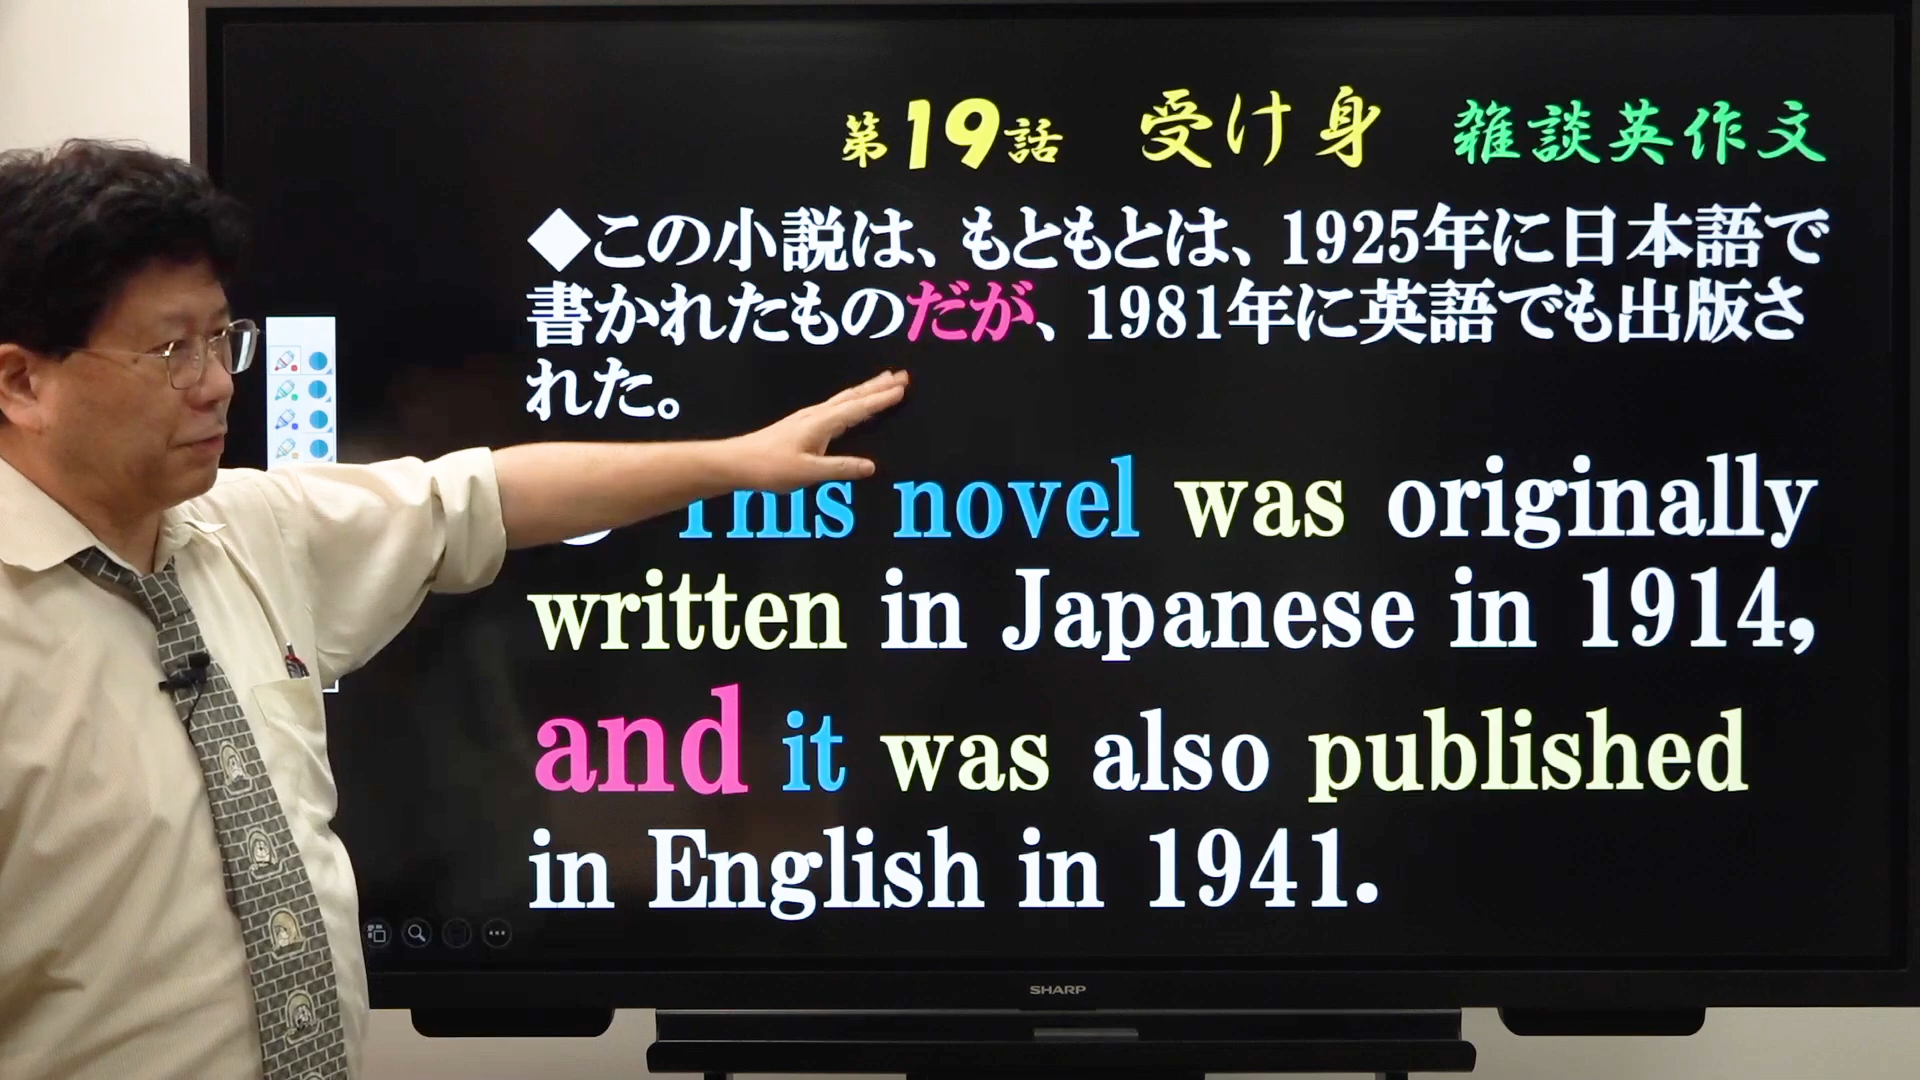 第19話 受け身 雑談英作文
◆この小説は、もともとは、1925年に日本語で
書かれたものだが、1981年に英語でも出版さ
れた。
This novel was originally
written in Japanese in 1914,
and it was also published
in English in 1941.
SHARP